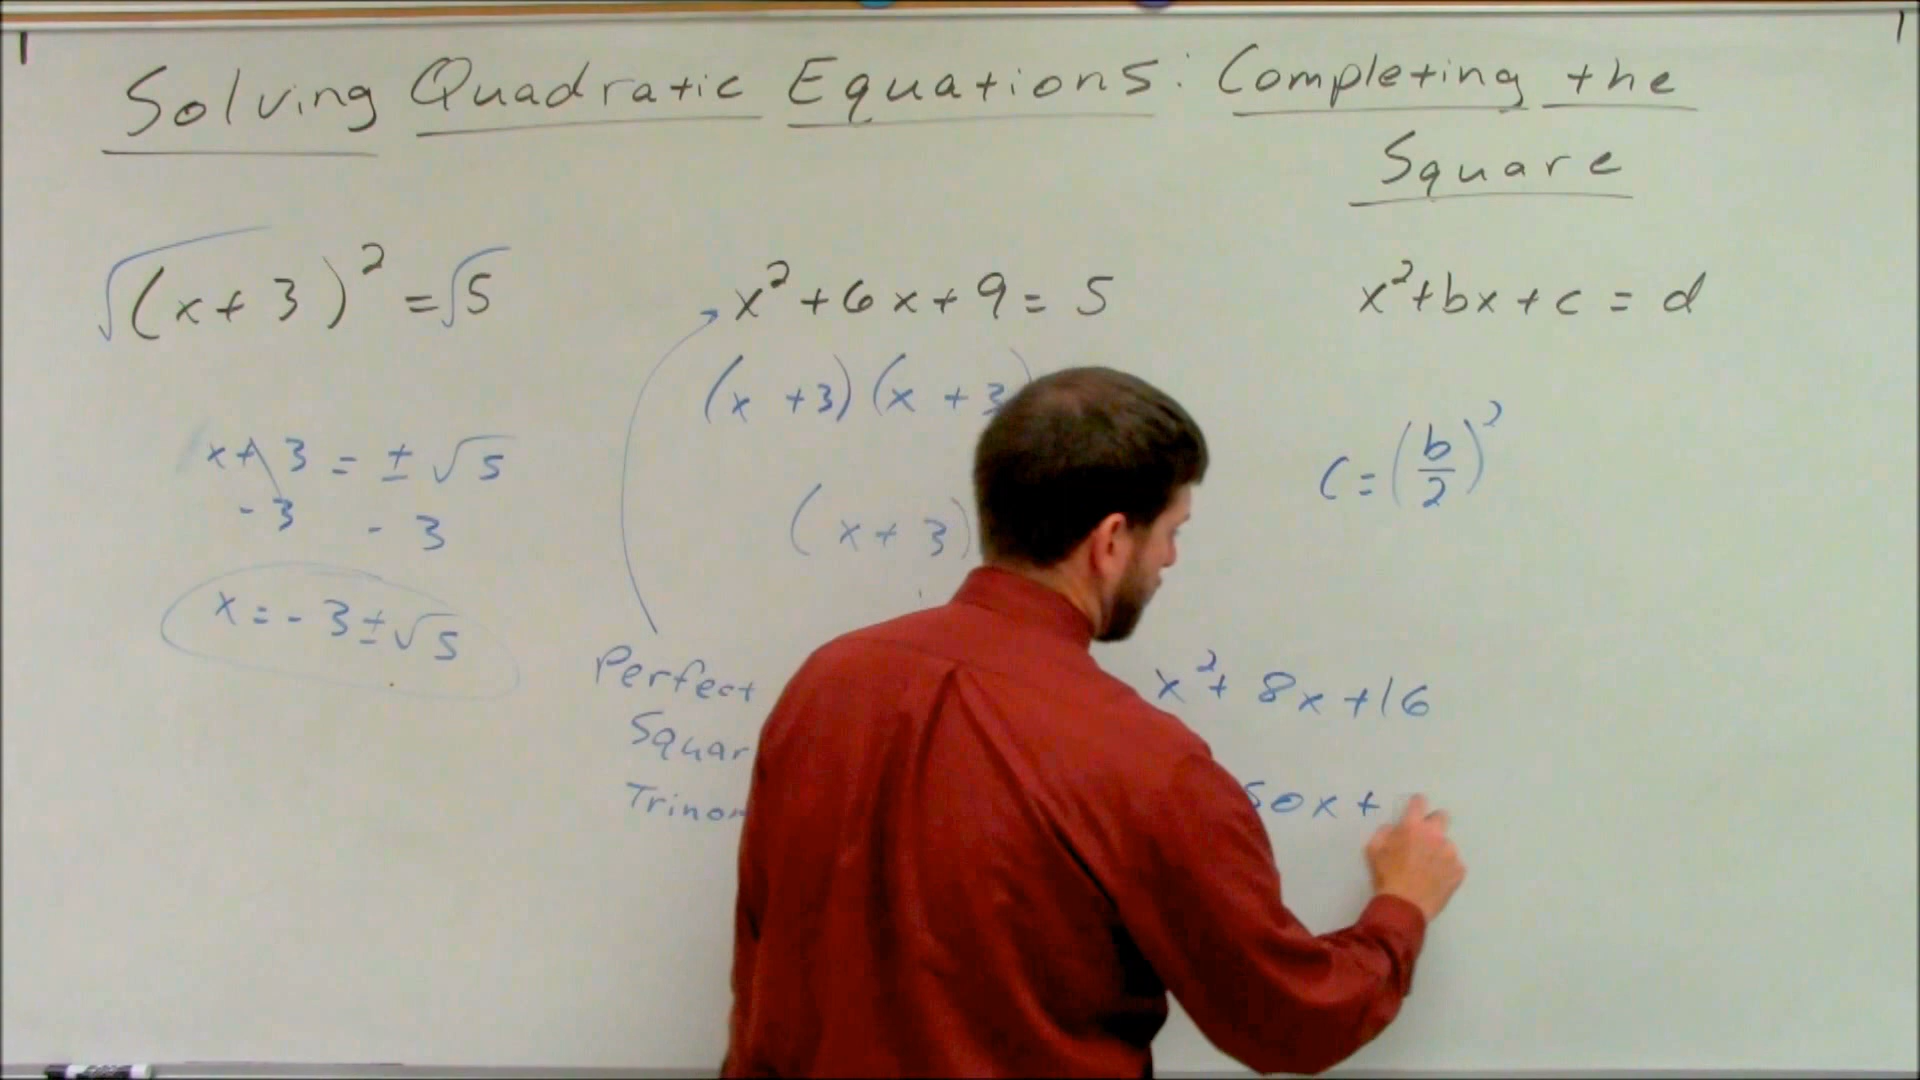 Solving Quadratic Equations: Completing the
Square
√(x+3)² = √5
x+3 = ±√5
-3 -3
x = -3 ± √5
x² + 6x + 9 = 5
(x +3)(x +3)
(x+3)
Perfect
Squar
Trinom
x² + bx + c = d
c = (b/2)²
x² + 8x + 16
50x +